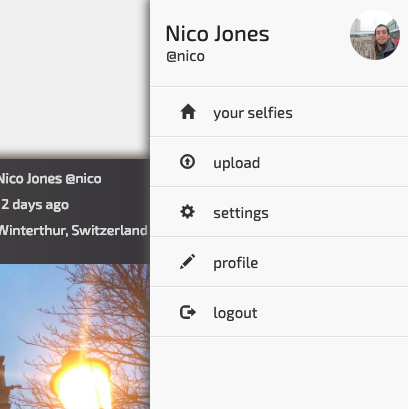 Nico Jones
@nico
your selfies
upload
settings
profile
logout
Nico Jones @nico
2 days ago
Winterthur, Switzerland